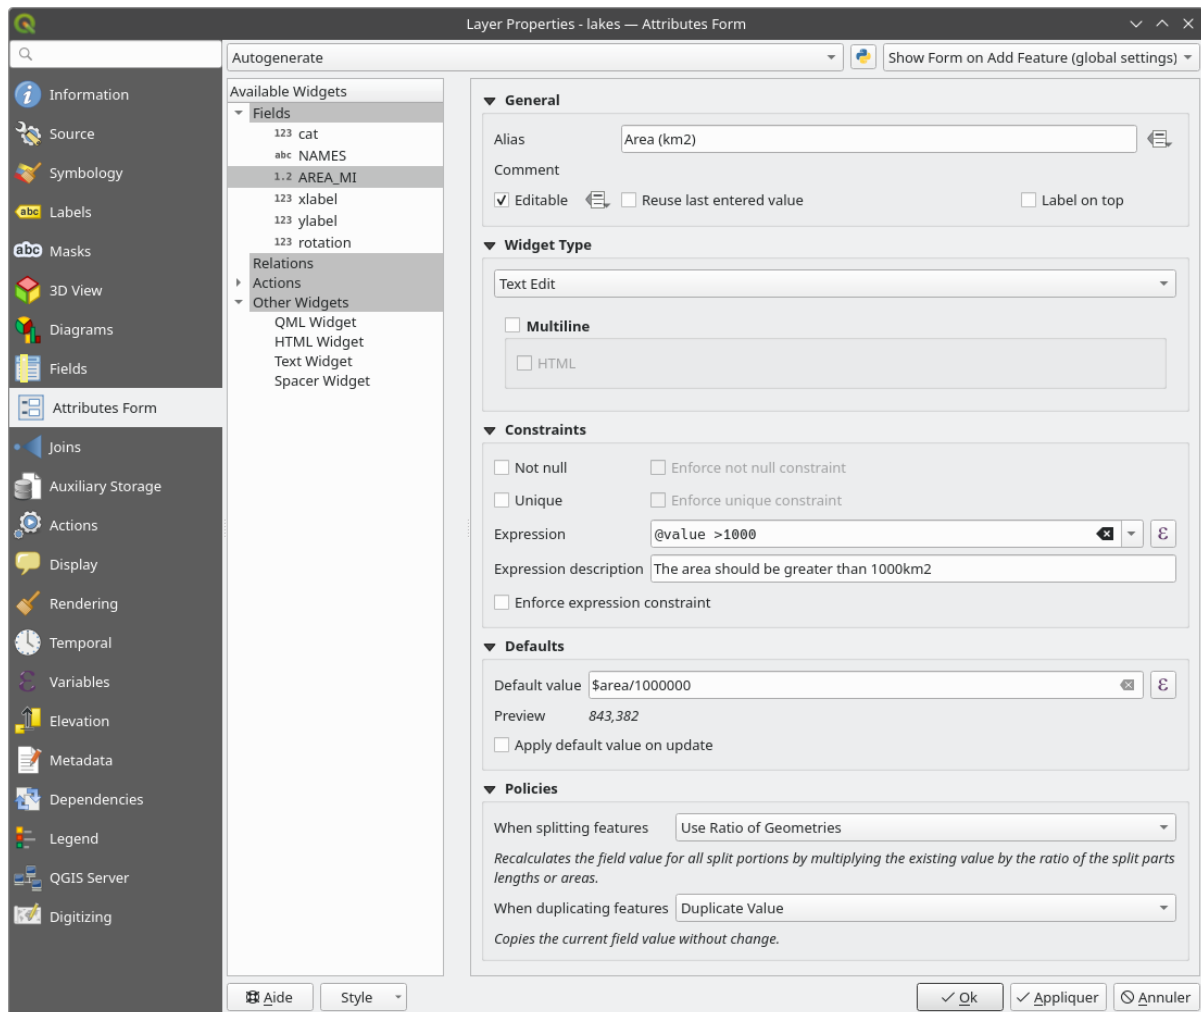 Layer Properties - lakes — Attributes Form
Autogenerate
Show Form on Add Feature (global settings)
Information
Source
Symbology
abc Labels
abc Masks
3D View
Diagrams
Fields
Attributes Form
Joins
Auxiliary Storage
Actions
Display
Rendering
Temporal
ε Variables
Elevation
Metadata
Dependencies
Legend
QGIS Server
Digitizing
Available Widgets
Fields
123 cat
abc NAMES
1.2 AREA_MI
123 xlabel
123 ylabel
123 rotation
Relations
Actions
Other Widgets
QML Widget
HTML Widget
Text Widget
Spacer Widget
General
Alias Area (km2)
Comment
Editable Reuse last entered value Label on top
Widget Type
Text Edit
Multiline
HTML
Constraints
Not null Enforce not null constraint
Unique Enforce unique constraint
Expression @value >1000 ε
Expression description The area should be greater than 1000km2
Enforce expression constraint
Defaults
Default value $area/1000000 ε
Preview 843,382
Apply default value on update
Policies
When splitting features Use Ratio of Geometries
Recalculates the field value for all split portions by multiplying the existing value by the ratio of the split parts
lengths or areas.
When duplicating features Duplicate Value
Copies the current field value without change.
Aide Style Ok Appliquer Annuler